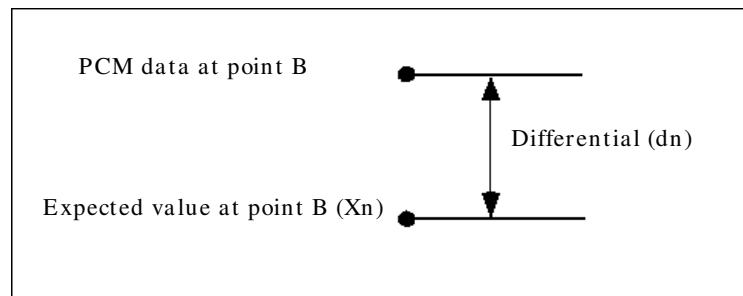 PCM data at point B
Differential (dn)
Expected value at point B (Xn)